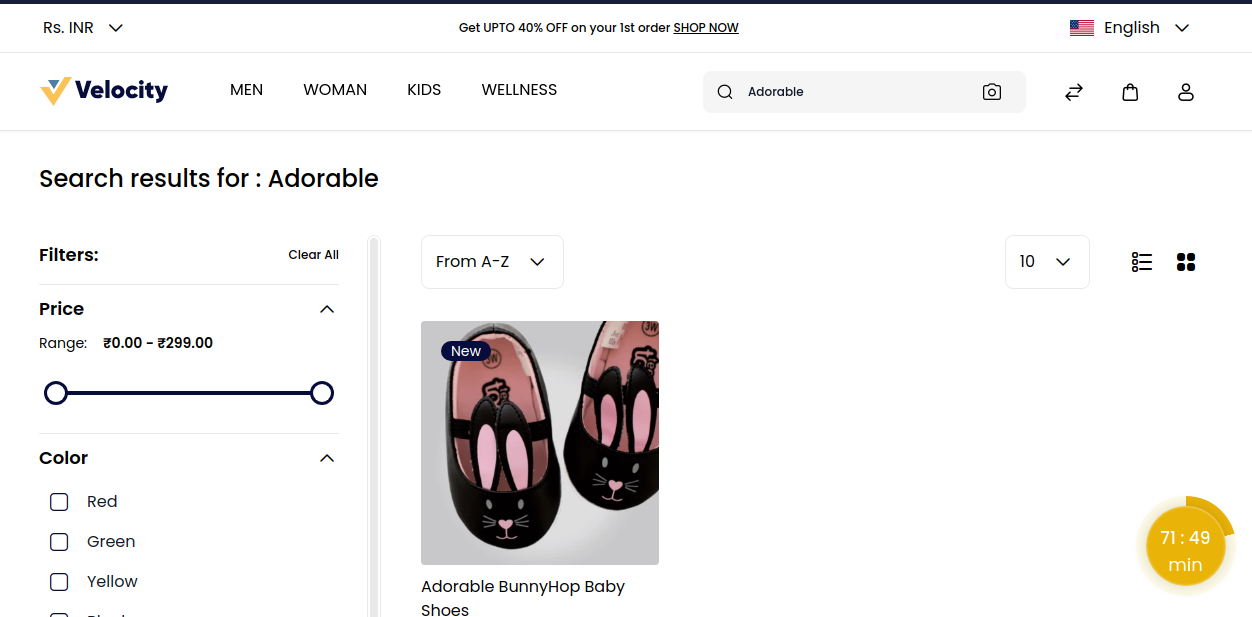 Rs. INR
Get UPTO 40% OFF on your 1st order SHOP NOW
English
Velocity
MEN WOMAN KIDS WELLNESS
Adorable
Search results for : Adorable
Filters:
Clear All
From A-Z
10
Price
Range: ₹0.00 - ₹299.00
New
3W
3W
Color
Red
Green
Yellow
71 : 49
min
Adorable BunnyHop Baby
Shoes